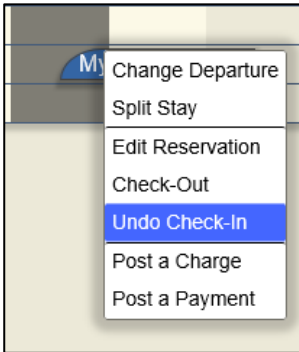 My
Change Departure
Split Stay
Edit Reservation
Check-Out
Undo Check-In
Post a Charge
Post a Payment